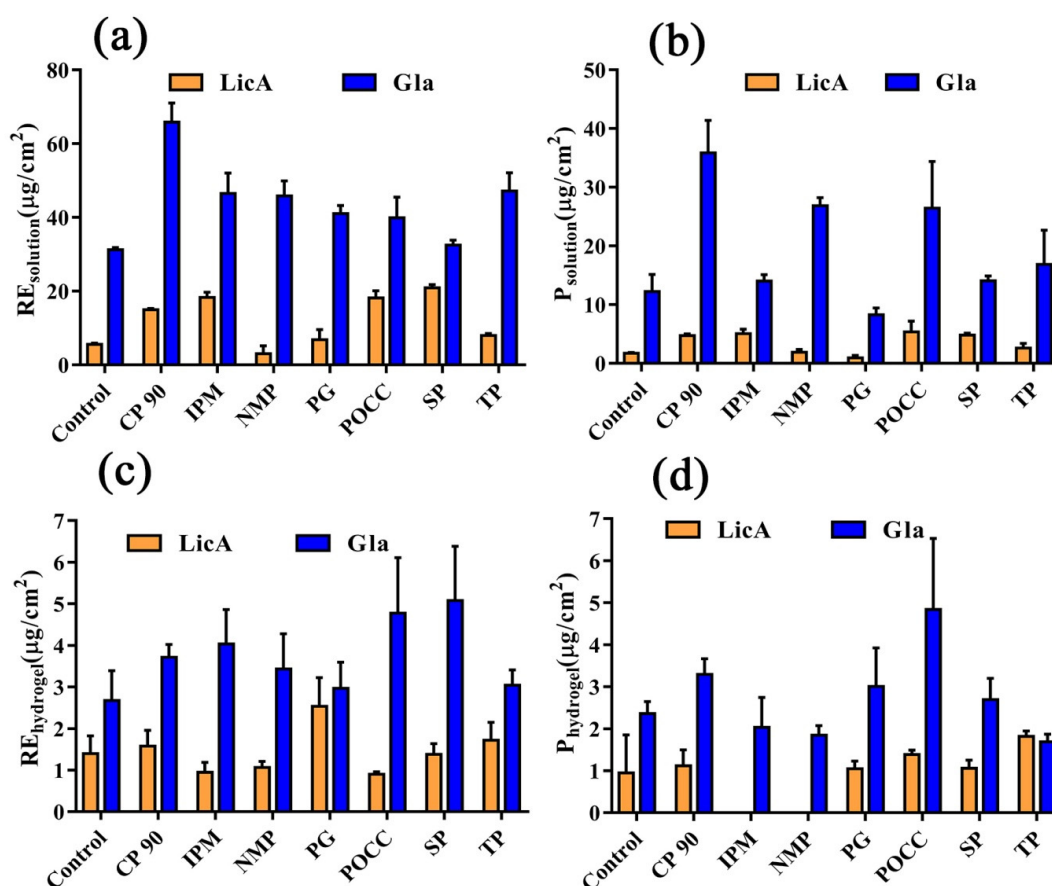 (a)
LicA Gla
RE_solution(μg/cm²)
80
60
40
20
0
Control CP 90 IPM NMP PG POCC SP TP
(b)
LicA Gla
P_solution(μg/cm²)
50
40
30
20
10
0
Control CP 90 IPM NMP PG POCC SP TP
(c)
LicA Gla
RE_hydrogel(μg/cm²)
7
6
5
4
3
2
1
0
Control CP 90 IPM NMP PG POCC SP TP
(d)
LicA Gla
P_hydrogel(μg/cm²)
7
6
5
4
3
2
1
0
Control CP 90 IPM NMP PG POCC SP TP